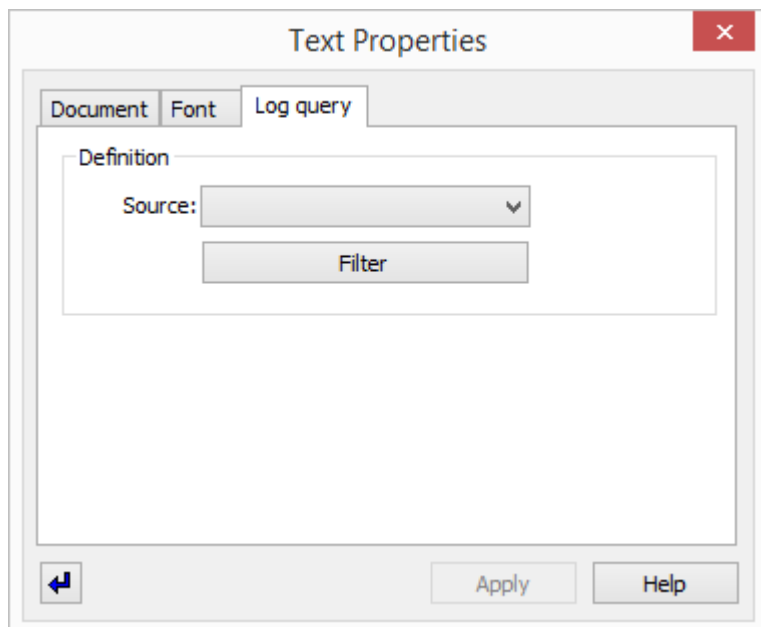 Text Properties
Document Font Log query
Definition
Source:
Filter
Apply Help